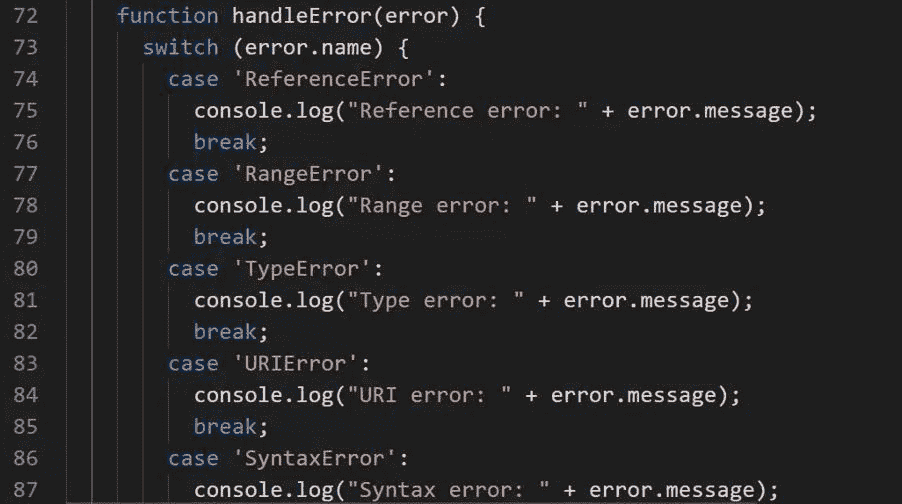 72 function handleError(error) {
73 switch (error.name) {
74 case 'ReferenceError':
75 console.log("Reference error: " + error.message);
76 break;
77 case 'RangeError':
78 console.log("Range error: " + error.message);
79 break;
80 case 'TypeError':
81 console.log("Type error: " + error.message);
82 break;
83 case 'URIError':
84 console.log("URI error: " + error.message);
85 break;
86 case 'SyntaxError':
87 console.log("Syntax error: " + error.message);